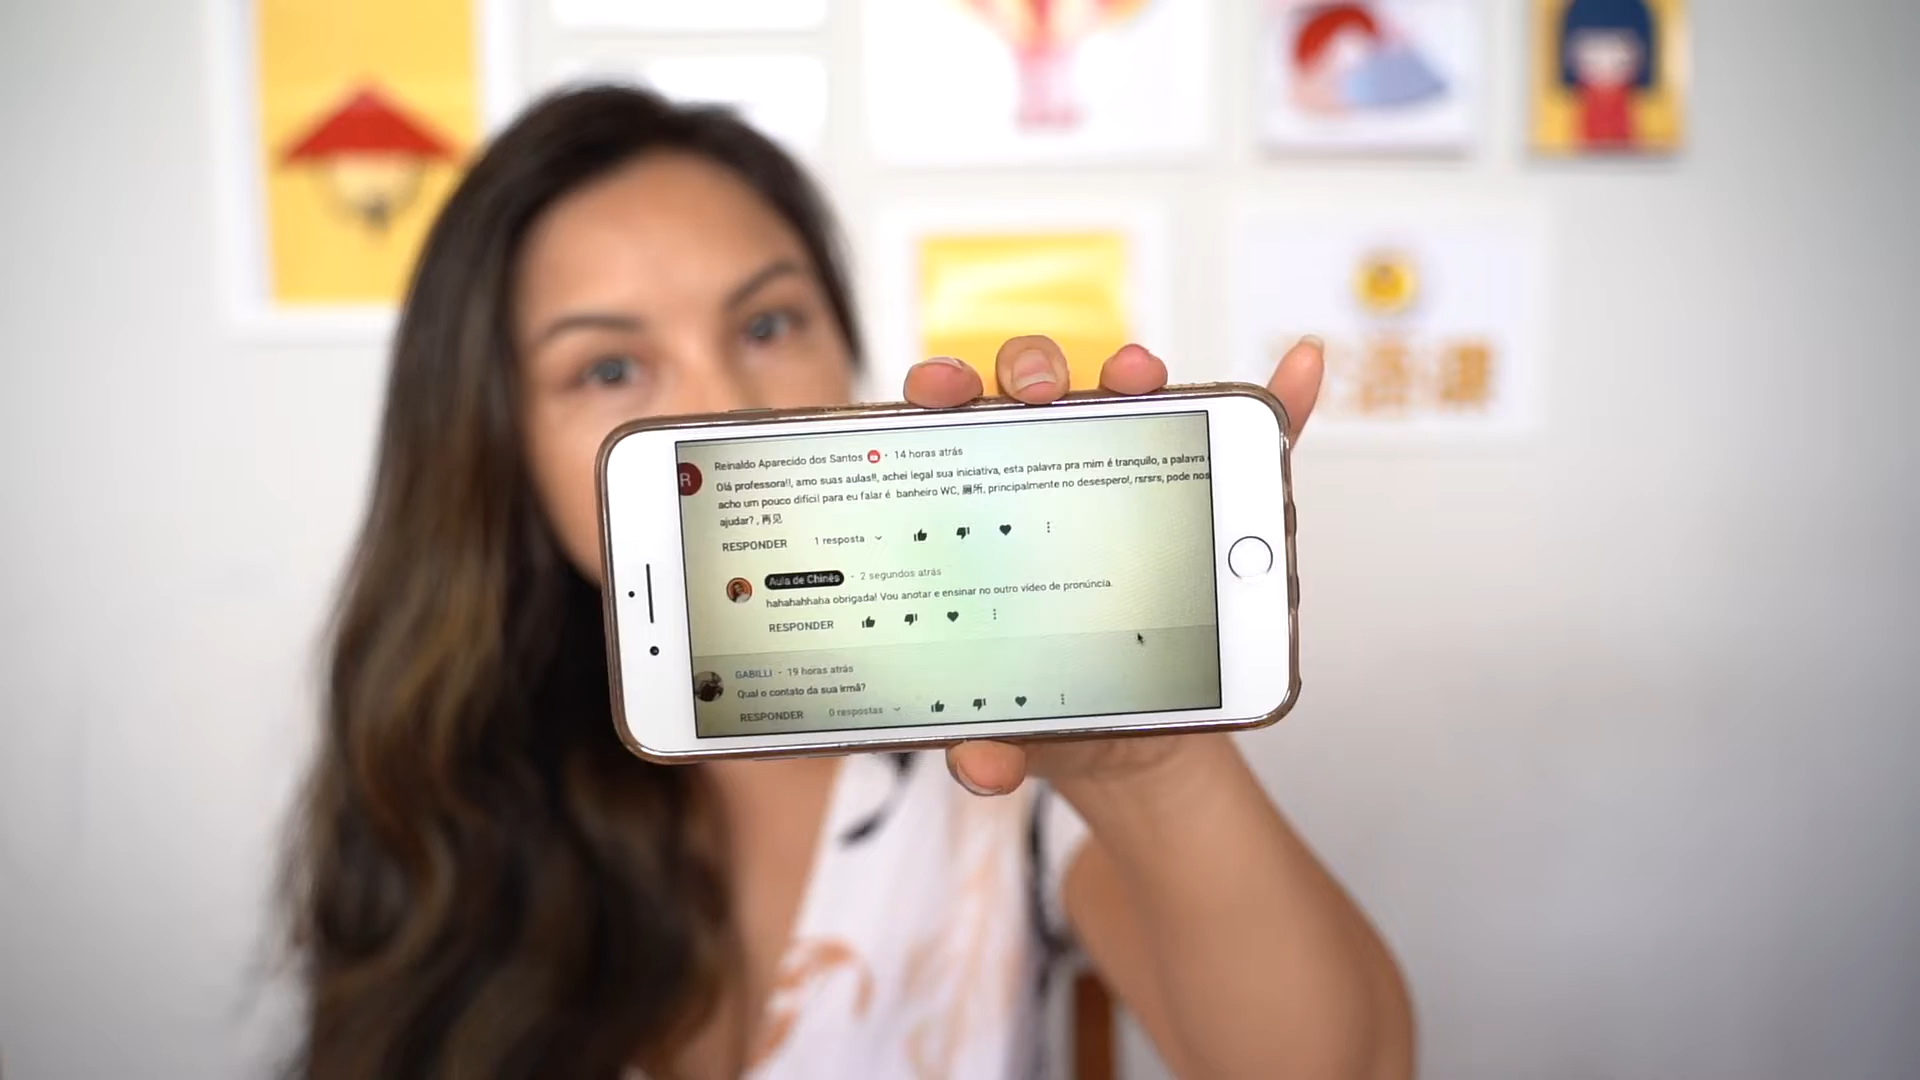 R
Reinaldo Aparecido dos Santos · 14 horas atrás
Olá professora!!, amo suas aulas!!, achei legal sua iniciativa, esta palavra pra mim é tranquilo, a palavra
acho um pouco difícil para eu falar é banheiro WC, 厕所, principalmente no desespero!, rsrsrs, pode nos
ajudar? , 再见
RESPONDER 1 resposta
Aula de Chinês · 2 segundos atrás
hahahahhaha obrigada! Vou anotar e ensinar no outro vídeo de pronúncia.
RESPONDER
GABILLI · 19 horas atrás
Qual o contato da sua irmã?
RESPONDER 0 respostas